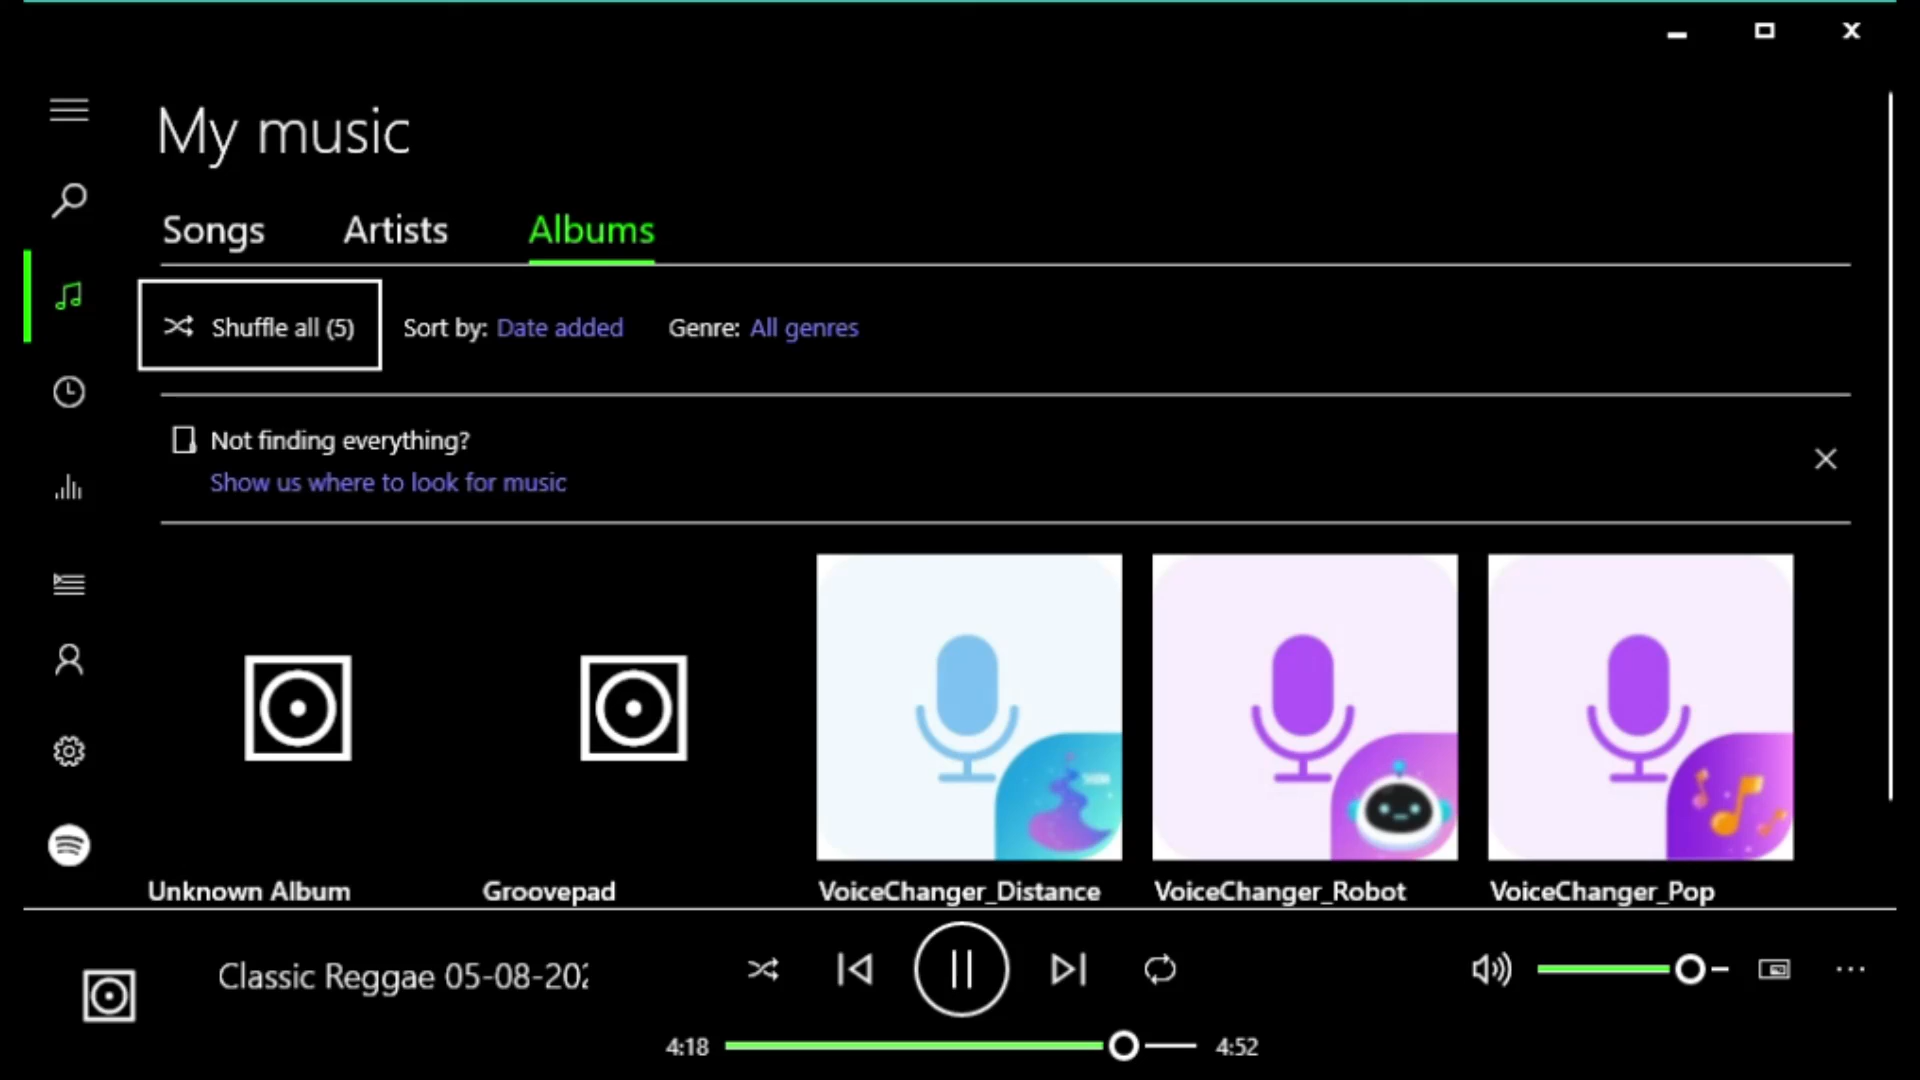 My music
Songs Artists Albums
Shuffle all (5) Sort by: Date added Genre: All genres
Not finding everything?
Show us where to look for music
Unknown Album Groovepad VoiceChanger_Distance VoiceChanger_Robot VoiceChanger_Pop
Classic Reggae 05-08-202
4:18 4:52